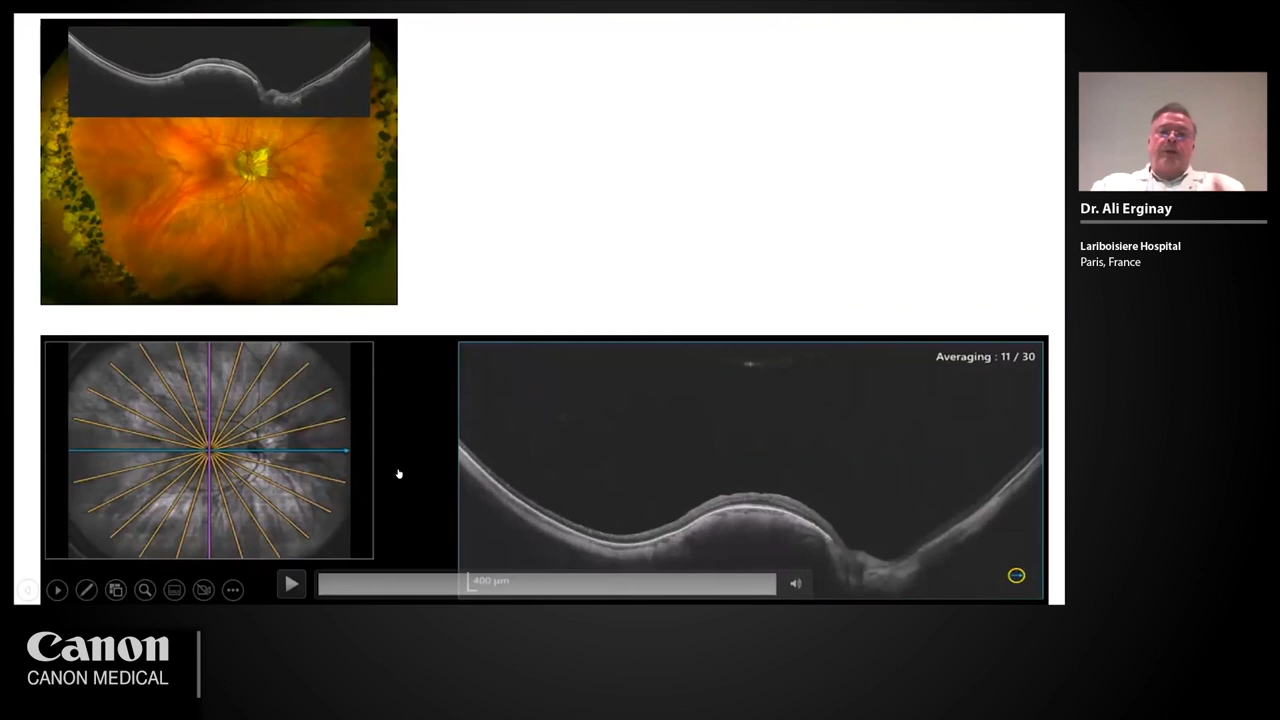 Averaging : 11 / 30
400 µm
Dr. Ali Erginay
Lariboisiere Hospital
Paris, France
Canon
CANON MEDICAL